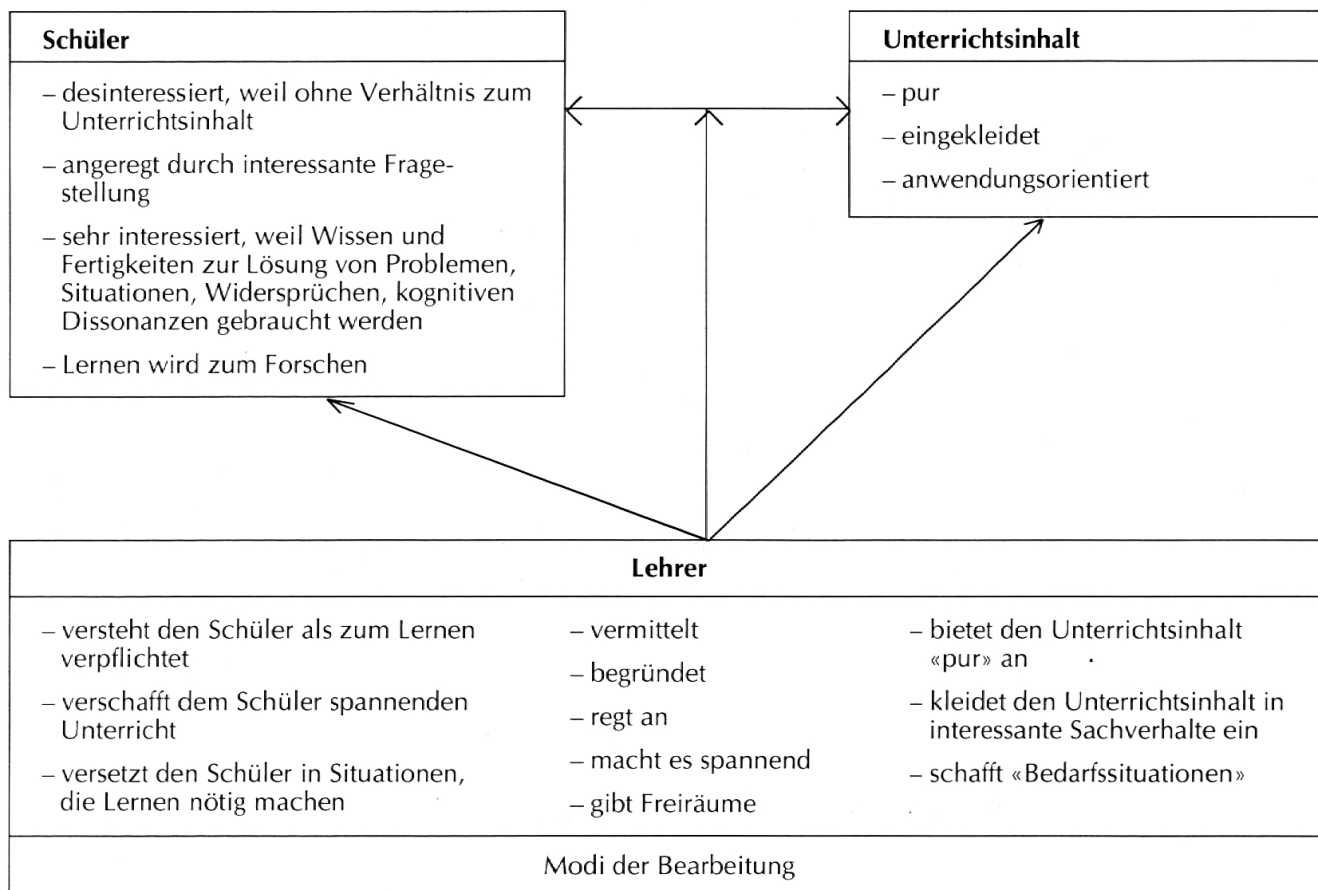 Schüler
– desinteressiert, weil ohne Verhältnis zum
Unterrichtsinhalt
– angeregt durch interessante Frage-
stellung
– sehr interessiert, weil Wissen und
Fertigkeiten zur Lösung von Problemen,
Situationen, Widersprüchen, kognitiven
Dissonanzen gebraucht werden
– Lernen wird zum Forschen
Unterrichtsinhalt
– pur
– eingekleidet
– anwendungsorientiert
Lehrer
– versteht den Schüler als zum Lernen
verpflichtet
– verschafft dem Schüler spannenden
Unterricht
– versetzt den Schüler in Situationen,
die Lernen nötig machen
– vermittelt
– begründet
– regt an
– macht es spannend
– gibt Freiräume
– bietet den Unterrichtsinhalt
«pur» an
– kleidet den Unterrichtsinhalt in
interessante Sachverhalte ein
– schafft «Bedarfssituationen»
Modi der Bearbeitung